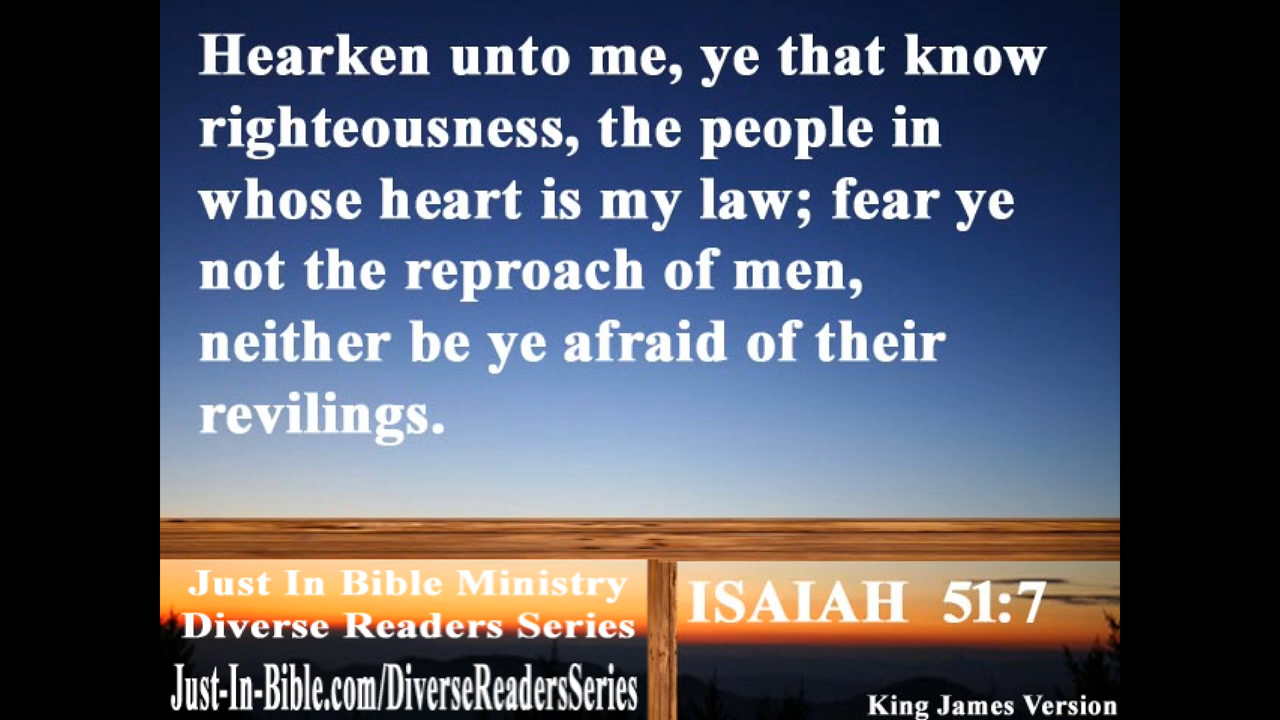 Hearken unto me, ye that know
righteousness, the people in
whose heart is my law; fear ye
not the reproach of men,
neither be ye afraid of their
revilings.
Just In Bible Ministry
Diverse Readers Series
Just-In-Bible.com/DiverseReadersSeries
ISAIAH 51:7
King James Version